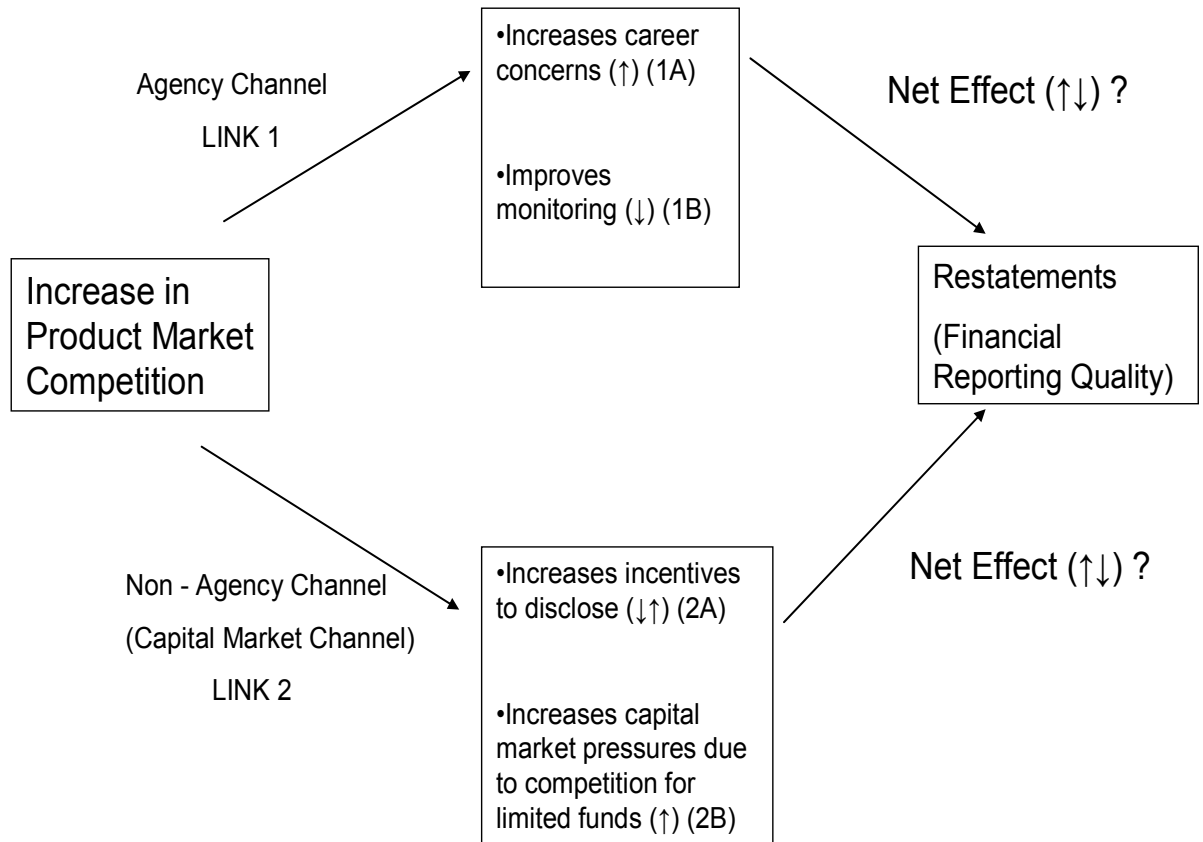 Agency Channel
LINK 1
•Increases career
concerns (↑) (1A)
•Improves
monitoring (↓) (1B)
Net Effect (↑↓) ?
Increase in
Product Market
Competition
Restatements
(Financial
Reporting Quality)
Non - Agency Channel
(Capital Market Channel)
LINK 2
•Increases incentives
to disclose (↓↑) (2A)
•Increases capital
market pressures due
to competition for
limited funds (↑) (2B)
Net Effect (↑↓) ?